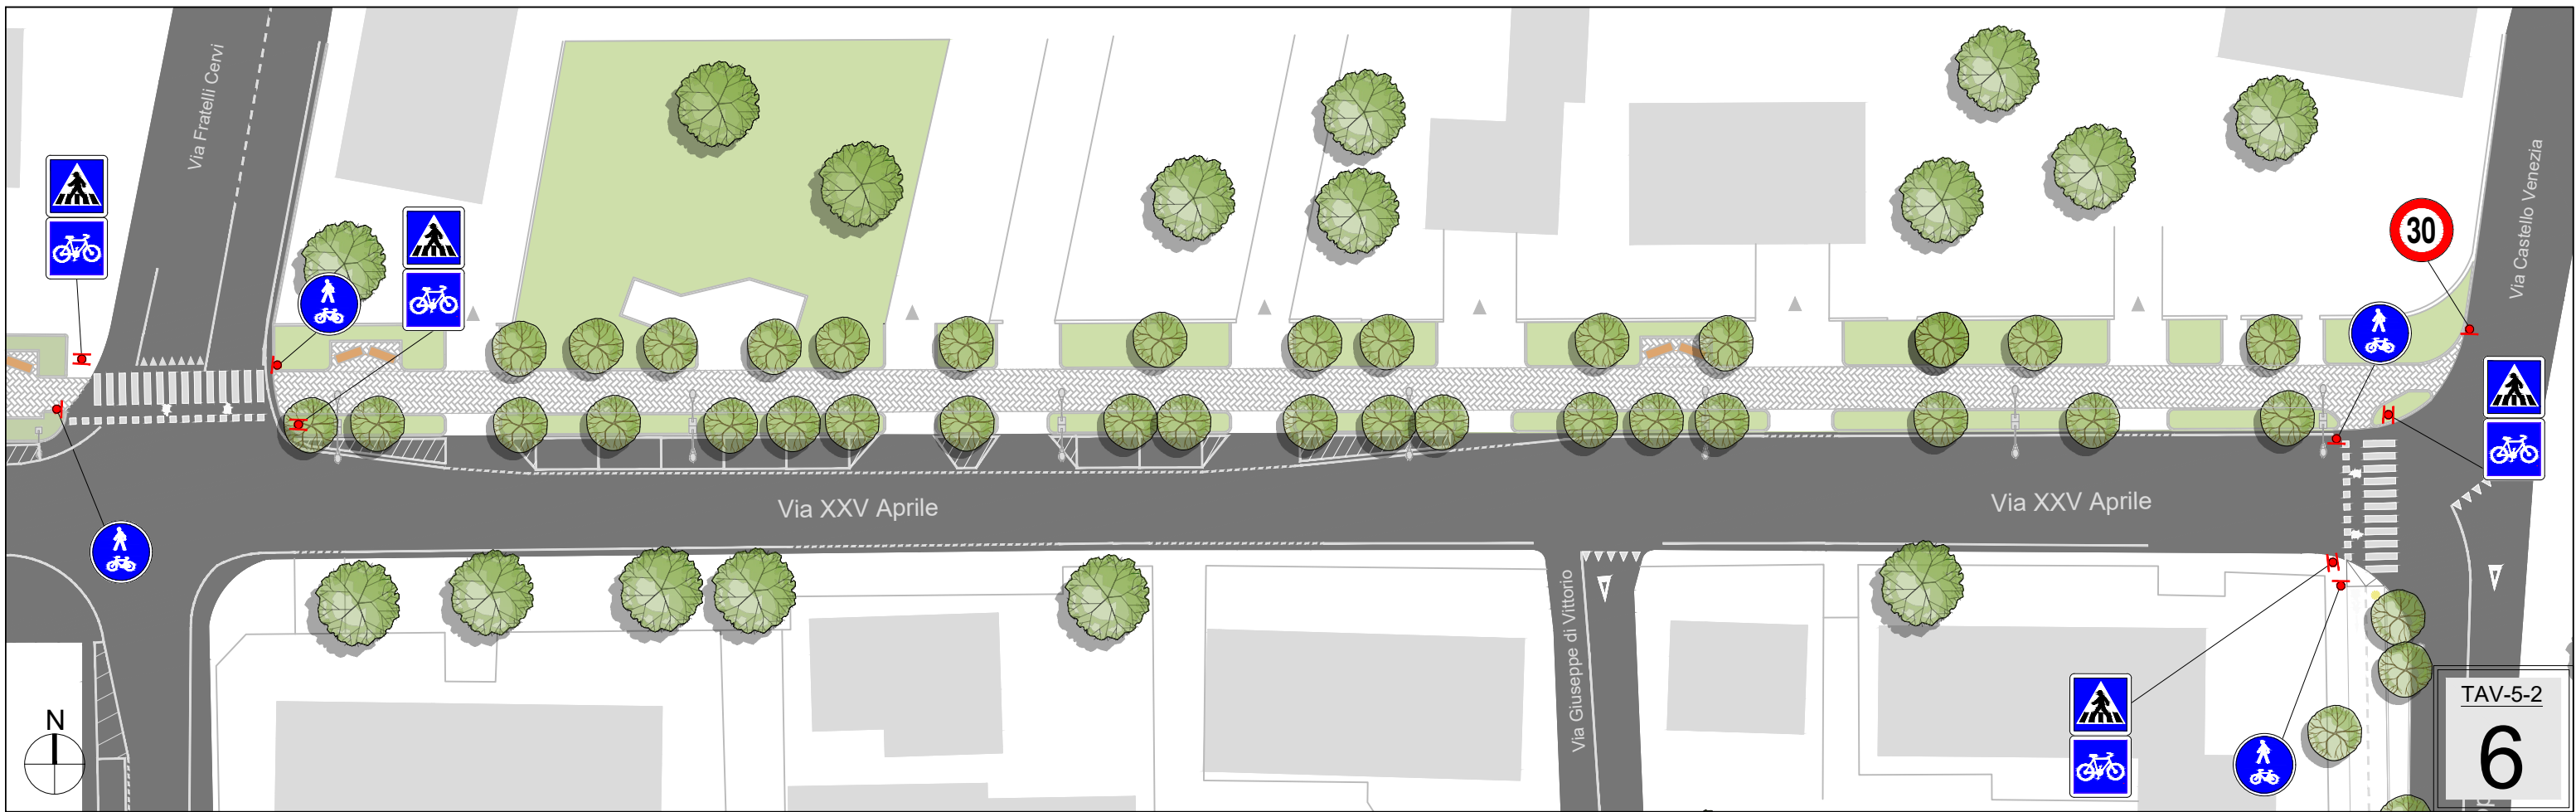 Via Fratelli Cervi
Via Castello Venezia
30
Via XXV Aprile
Via XXV Aprile
Via Giuseppe di Vittorio
N
TAV-5-2
6